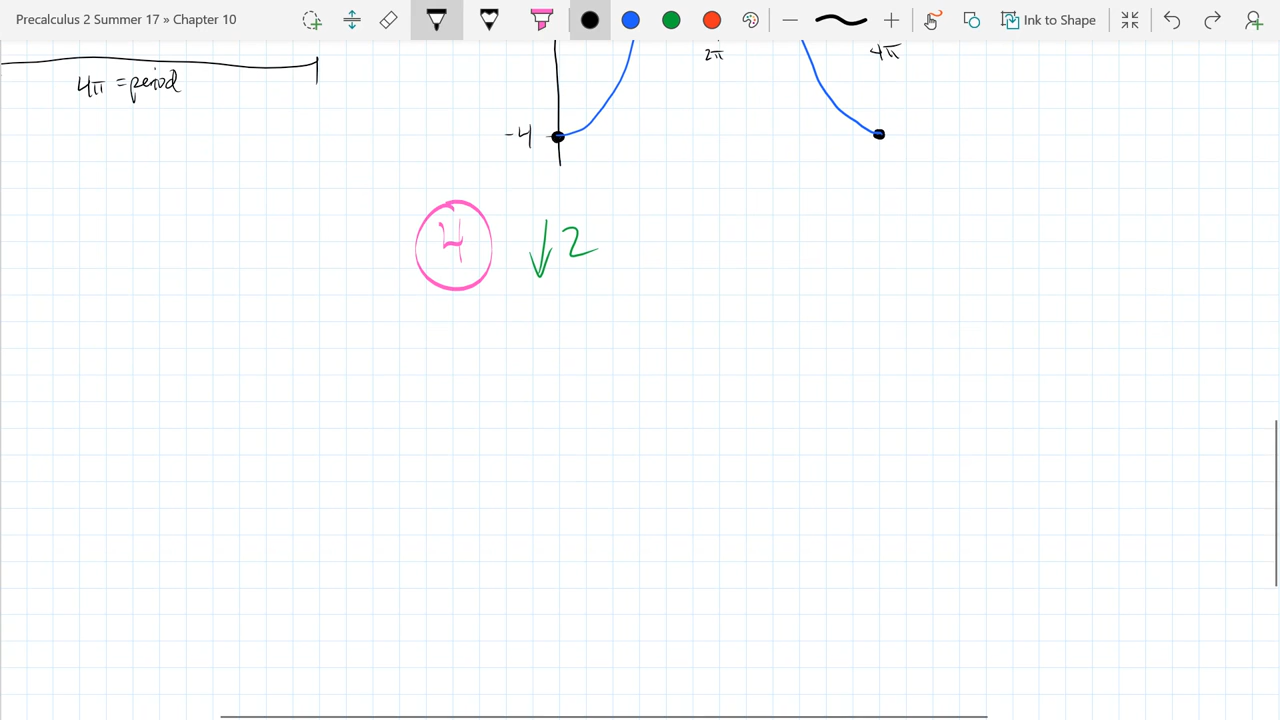 Precalculus 2 Summer 17 » Chapter 10
Ink to Shape
2π
4π
4π = period
-4
4
↓ 2